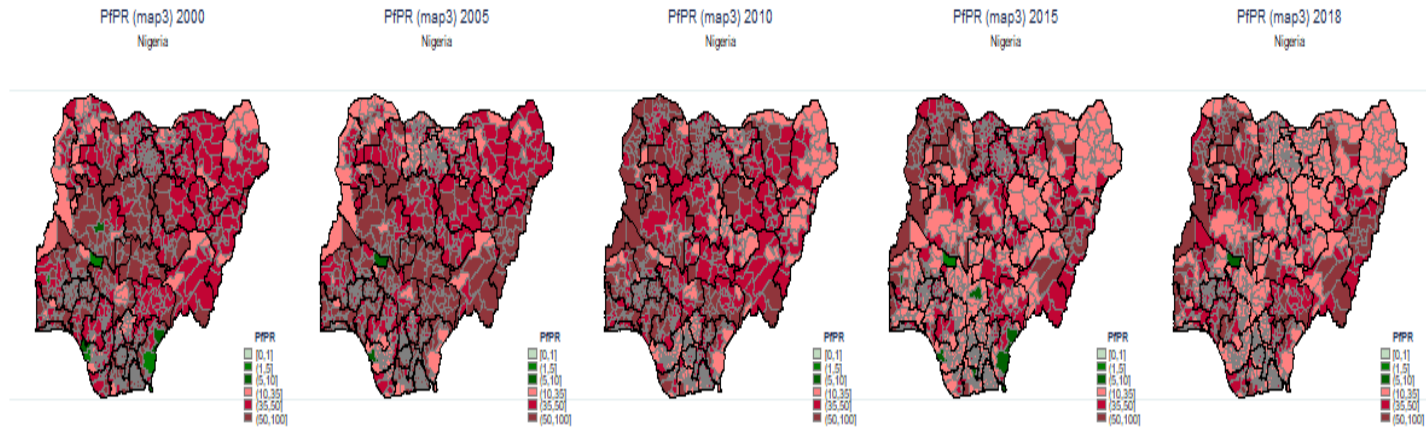 PfPR (map3) 2000
Nigeria
PfPR
[0,1]
(1,5]
(5,10]
(10,35]
(35,50]
(50,100]
PfPR (map3) 2005
Nigeria
PfPR
[0,1]
(1,5]
(5,10]
(10,35]
(35,50]
(50,100]
PfPR (map3) 2010
Nigeria
PfPR
[0,1]
(1,5]
(5,10]
(10,35]
(35,50]
(50,100]
PfPR (map3) 2015
Nigeria
PfPR
[0,1]
(1,5]
(5,10]
(10,35]
(35,50]
(50,100]
PfPR (map3) 2018
Nigeria
PfPR
[0,1]
(1,5]
(5,10]
(10,35]
(35,50]
(50,100]